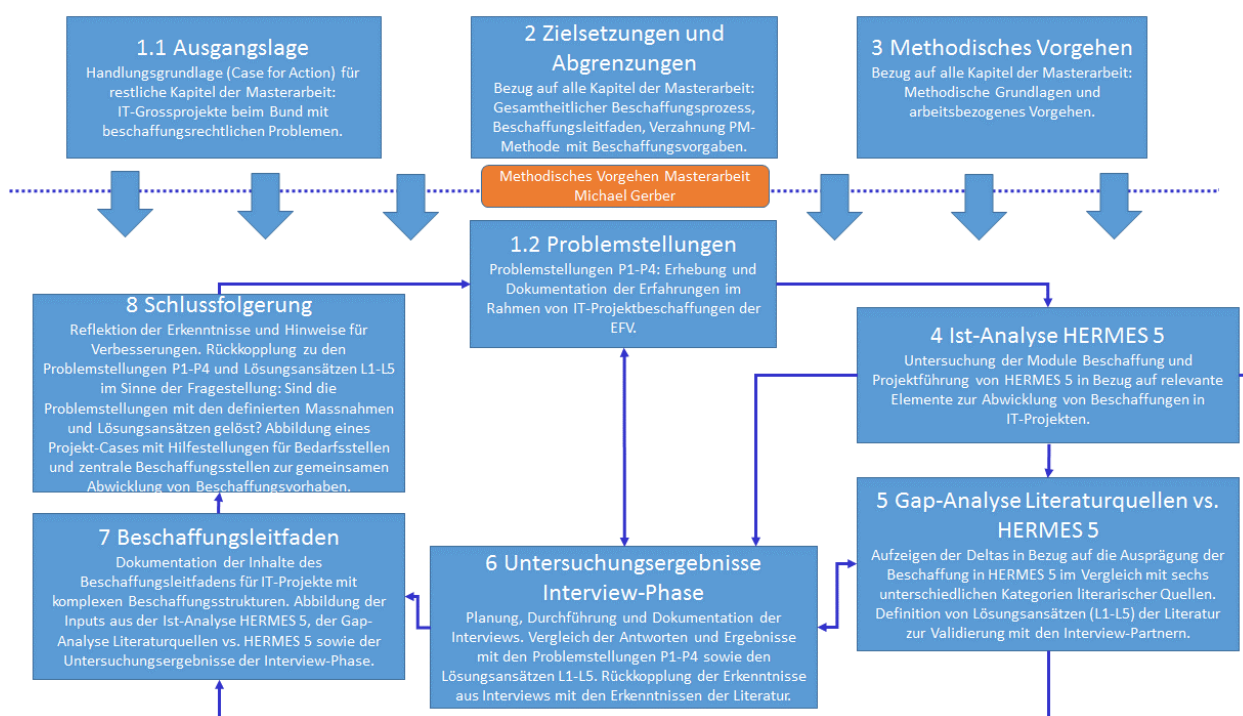 1.1 Ausgangslage
Handlungsgrundlage (Case for Action) für
restliche Kapitel der Masterarbeit:
IT-Grossprojekte beim Bund mit
beschaffungsrechtlichen Problemen.
2 Zielsetzungen und
Abgrenzungen
Bezug auf alle Kapitel der Masterarbeit:
Gesamtheitlicher Beschaffungsprozess,
Beschaffungsleitfaden, Verzahnung PM-
Methode mit Beschaffungsvorgaben.
3 Methodisches Vorgehen
Bezug auf alle Kapitel der Masterarbeit:
Methodische Grundlagen und
arbeitsbezogenes Vorgehen.
Methodisches Vorgehen Masterarbeit
Michael Gerber
1.2 Problemstellungen
Problemstellungen P1-P4: Erhebung und
Dokumentation der Erfahrungen im
Rahmen von IT-Projektbeschaffungen der
EFV.
8 Schlussfolgerung
Reflektion der Erkenntnisse und Hinweise für
Verbesserungen. Rückkopplung zu den
Problemstellungen P1-P4 und Lösungsansätzen L1-L5
im Sinne der Fragestellung: Sind die
Problemstellungen mit den definierten Massnahmen
und Lösungsansätzen gelöst? Abbildung eines
Projekt-Cases mit Hilfestellungen für Bedarfsstellen
und zentrale Beschaffungsstellen zur gemeinsamen
Abwicklung von Beschaffungsvorhaben.
4 Ist-Analyse HERMES 5
Untersuchung der Module Beschaffung und
Projektführung von HERMES 5 in Bezug auf relevante
Elemente zur Abwicklung von Beschaffungen in
IT-Projekten.
7 Beschaffungsleitfaden
Dokumentation der Inhalte des
Beschaffungsleitfadens für IT-Projekte mit
komplexen Beschaffungsstrukturen. Abbildung der
Inputs aus der Ist-Analyse HERMES 5, der Gap-
Analyse Literaturquellen vs. HERMES 5 sowie der
Untersuchungsergebnisse der Interview-Phase.
6 Untersuchungsergebnisse
Interview-Phase
Planung, Durchführung und Dokumentation der
Interviews. Vergleich der Antworten und Ergebnisse
mit den Problemstellungen P1-P4 sowie den
Lösungsansätzen L1-L5. Rückkopplung der Erkenntnisse
aus Interviews mit den Erkenntnissen der Literatur.
5 Gap-Analyse Literaturquellen vs.
HERMES 5
Aufzeigen der Deltas in Bezug auf die Ausprägung der
Beschaffung in HERMES 5 im Vergleich mit sechs
unterschiedlichen Kategorien literarischer Quellen.
Definition von Lösungsansätzen (L1-L5) der Literatur
zur Validierung mit den Interview-Partnern.